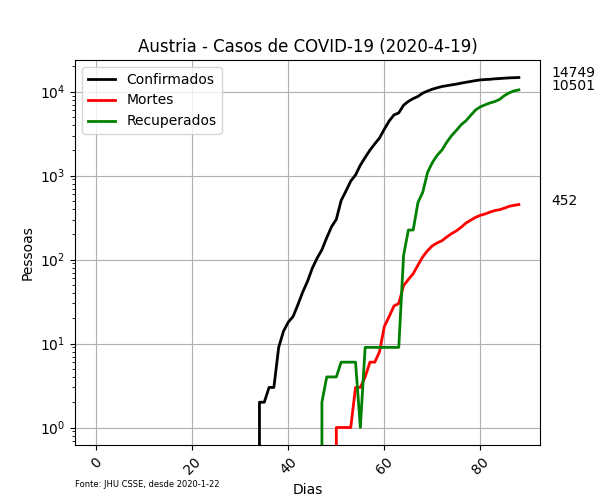 Austria - Casos de COVID-19 (2020-4-19)
Confirmados
Mortes
Recuperados
14749
10501
452
10⁴
10³
10²
10¹
10⁰
Pessoas
0 20 40 60 80
Dias
Fonte: JHU CSSE, desde 2020-1-22